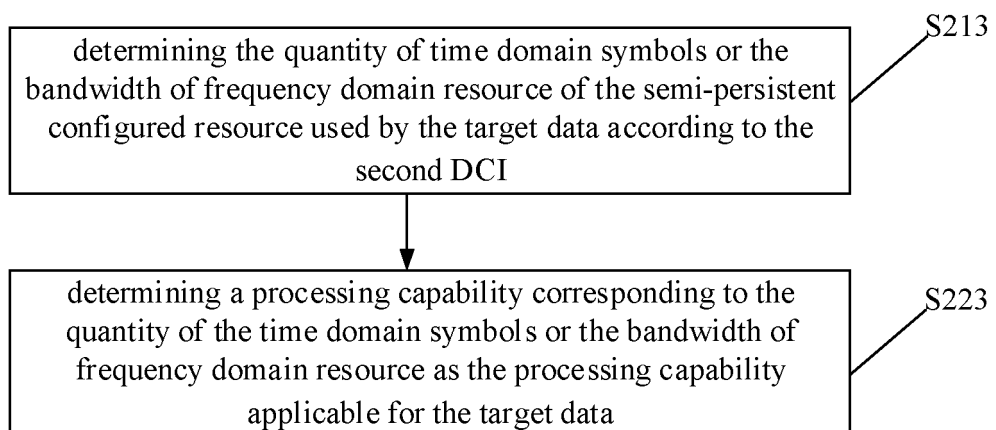 S213
determining the quantity of time domain symbols or the
bandwidth of frequency domain resource of the semi-persistent
configured resource used by the target data according to the
second DCI
S223
determining a processing capability corresponding to the
quantity of the time domain symbols or the bandwidth of
frequency domain resource as the processing capability
applicable for the target data